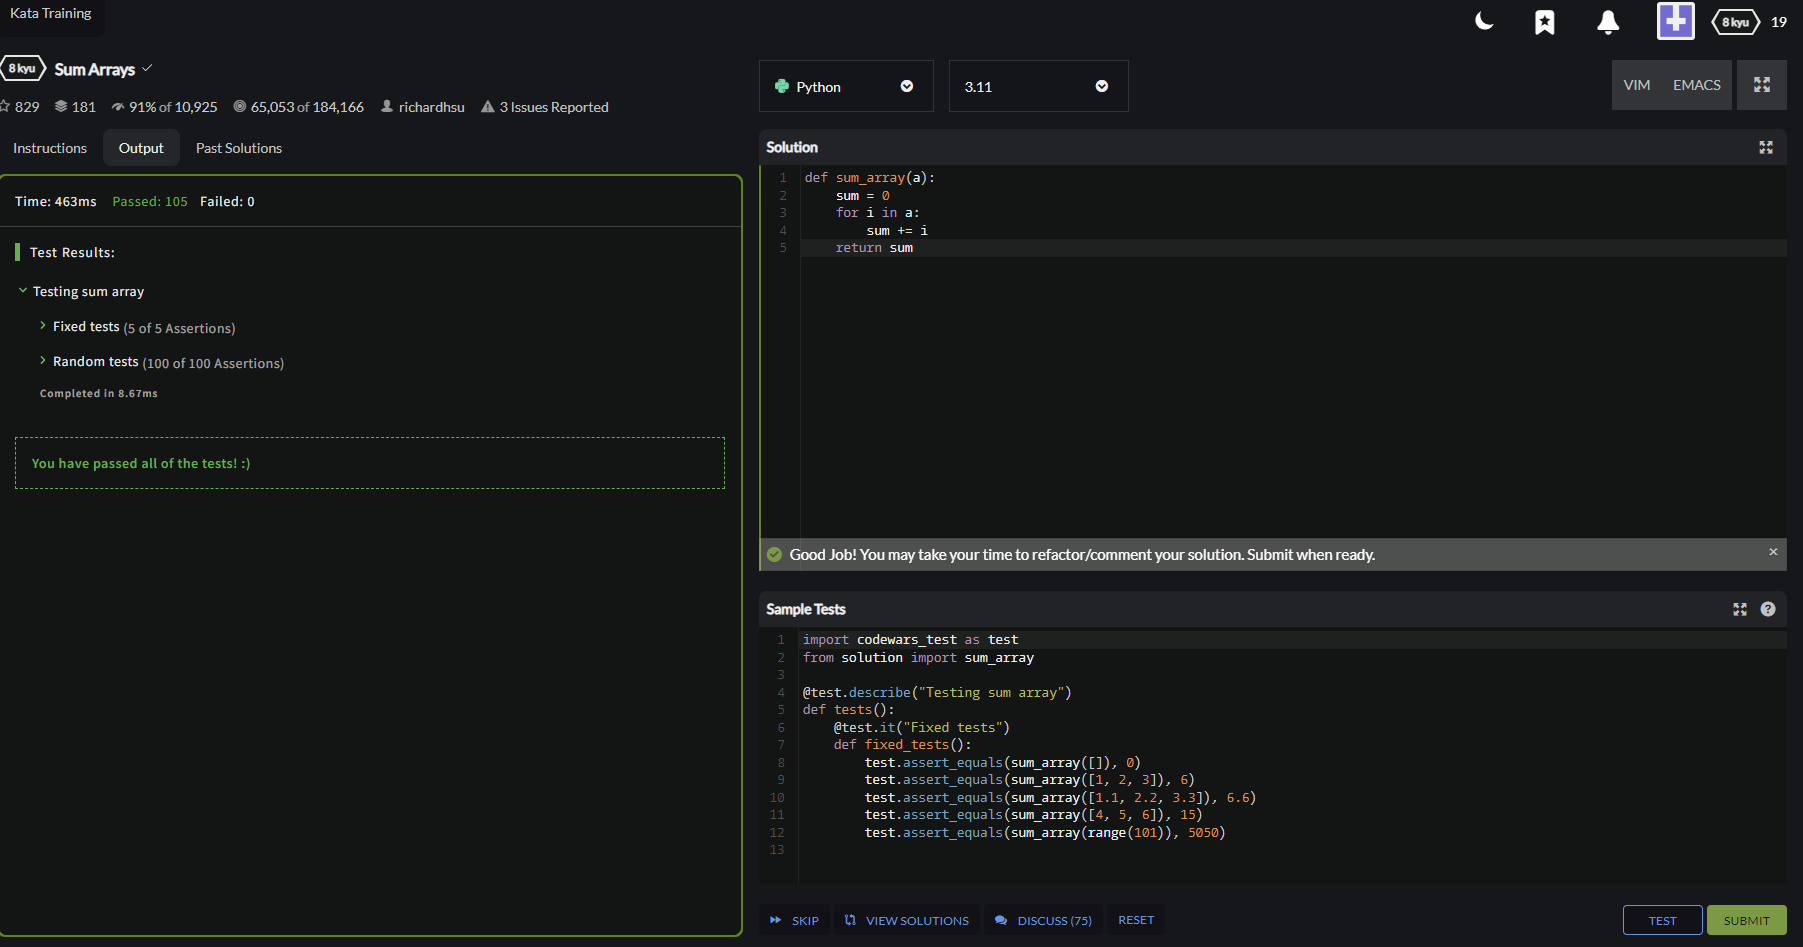 Kata Training
8 kyu 19
8 kyu Sum Arrays
829 181 91% of 10,925 65,053 of 184,166 richardhsu 3 Issues Reported
Instructions Output Past Solutions
Time: 463ms Passed: 105 Failed: 0
Test Results:
Testing sum array
Fixed tests (5 of 5 Assertions)
Random tests (100 of 100 Assertions)
Completed in 8.67ms
You have passed all of the tests! :)
Python 3.11 VIM EMACS
Solution
1 def sum_array(a):
2     sum = 0
3     for i in a:
4         sum += i
5     return sum
Good Job! You may take your time to refactor/comment your solution. Submit when ready. ×
Sample Tests ?
1 import codewars_test as test
2 from solution import sum_array
3
4 @test.describe("Testing sum array")
5 def tests():
6     @test.it("Fixed tests")
7     def fixed_tests():
8         test.assert_equals(sum_array([]), 0)
9         test.assert_equals(sum_array([1, 2, 3]), 6)
10         test.assert_equals(sum_array([1.1, 2.2, 3.3]), 6.6)
11         test.assert_equals(sum_array([4, 5, 6]), 15)
12         test.assert_equals(sum_array(range(101)), 5050)
13
SKIP VIEW SOLUTIONS DISCUSS (75) RESET TEST SUBMIT